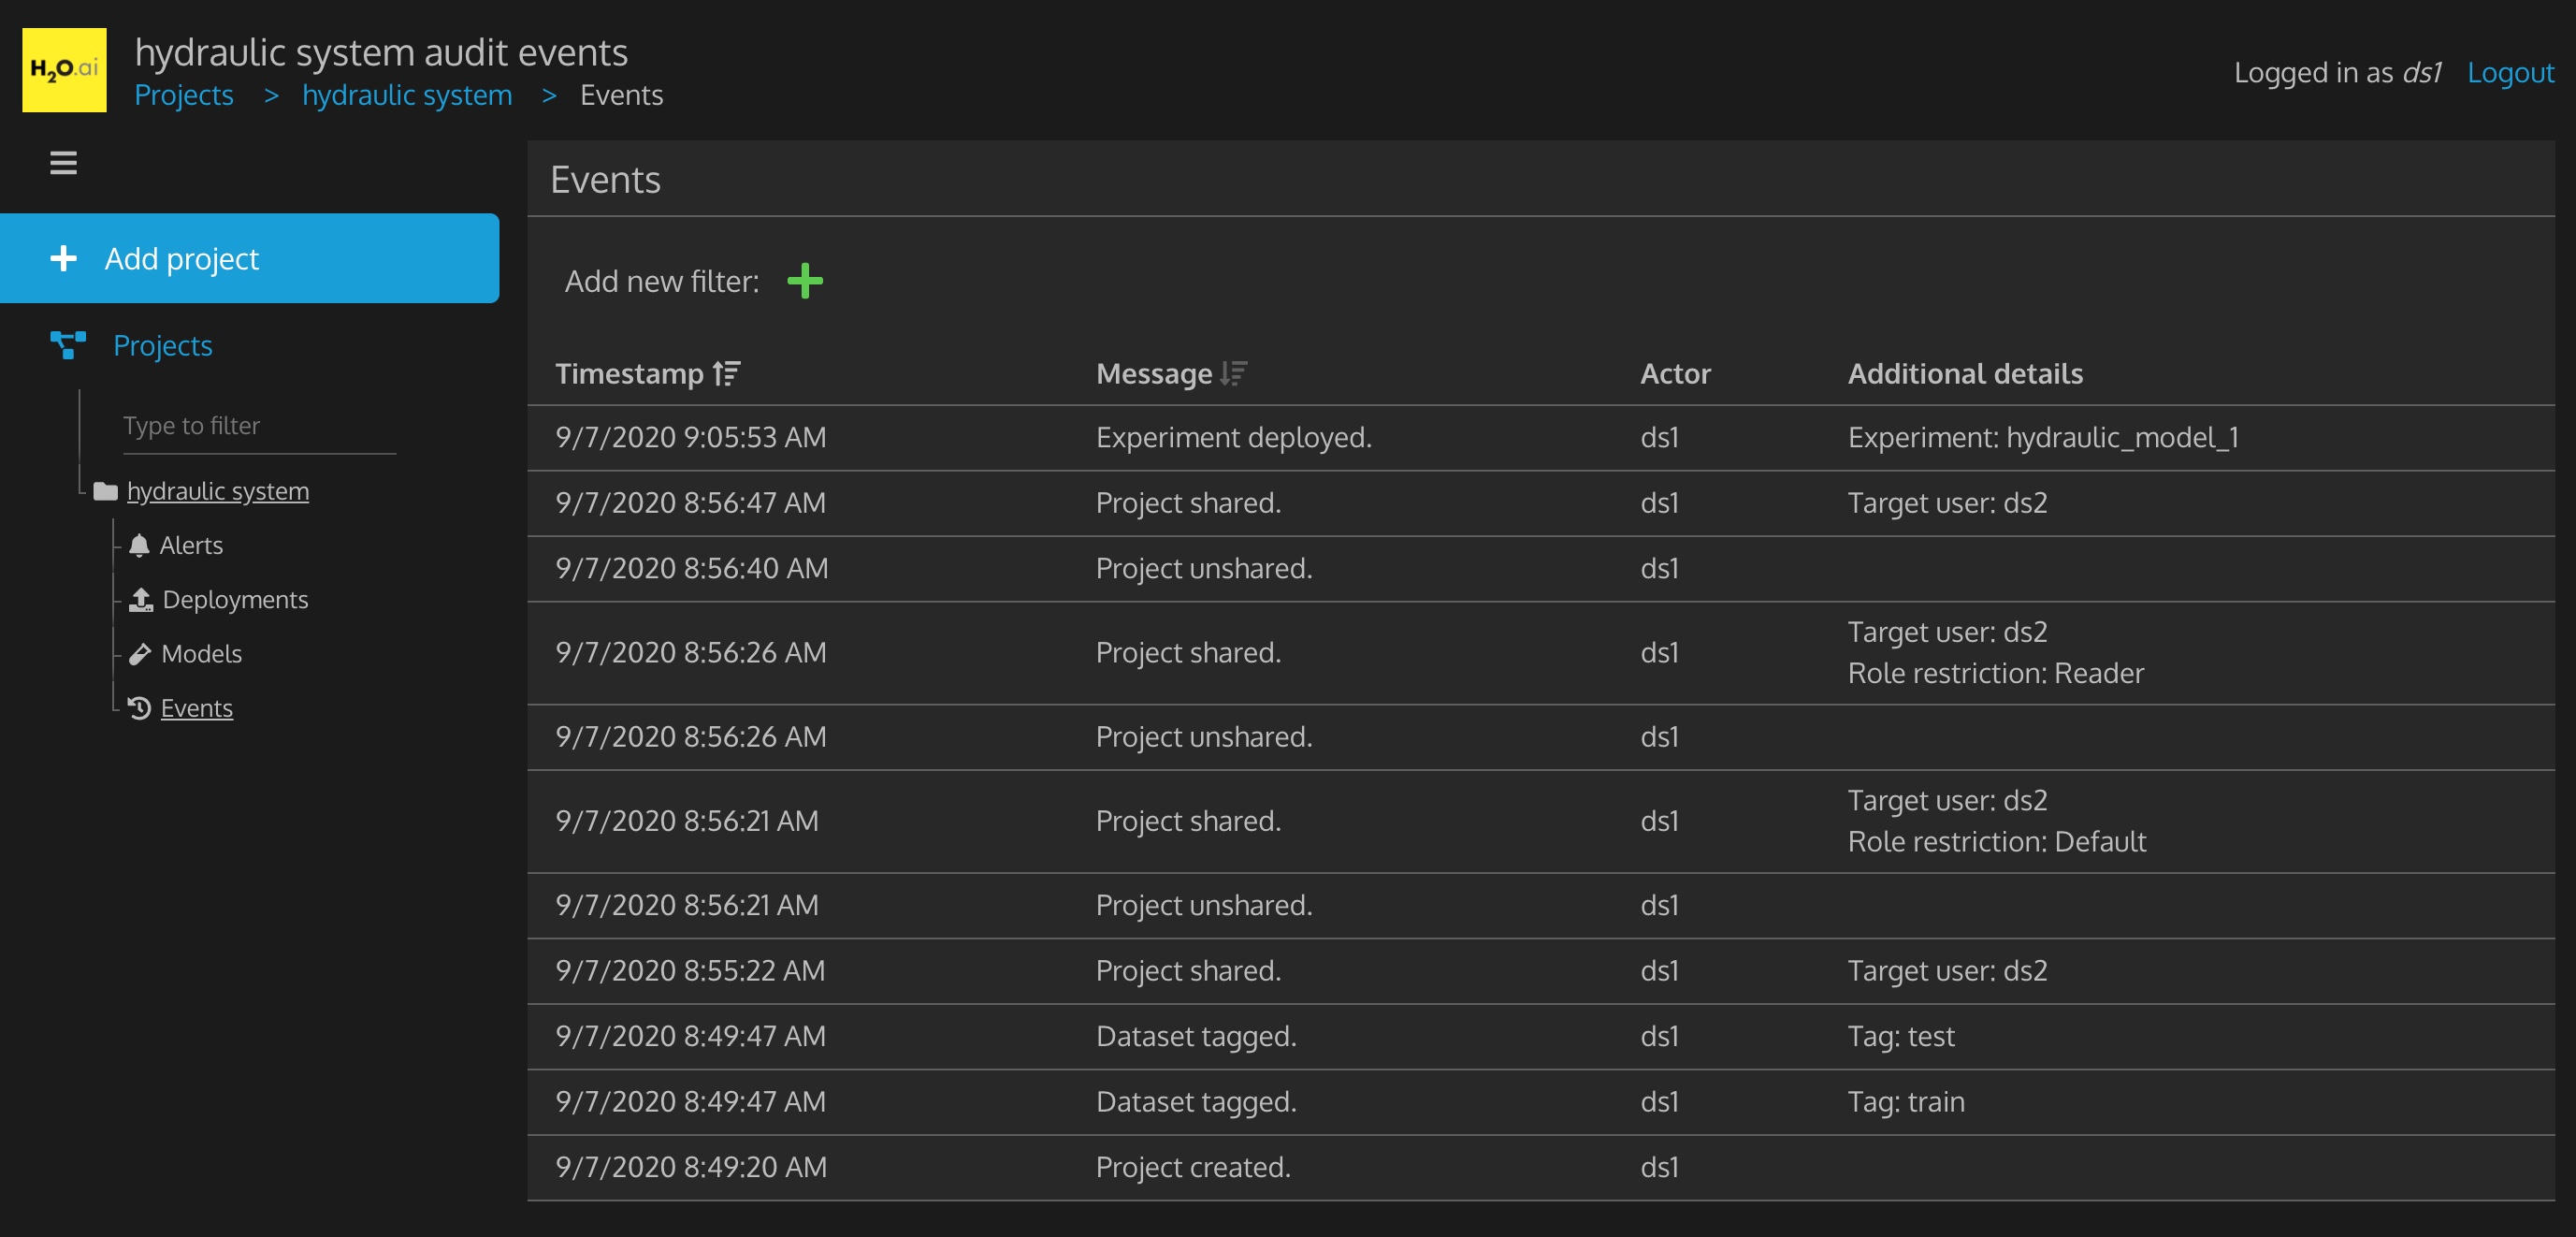 H2O.ai
hydraulic system audit events
Projects > hydraulic system > Events
Logged in as ds1 Logout
Add project
Projects
Type to filter
hydraulic system
Alerts
Deployments
Models
Events
Events
Add new filter:
Timestamp Message Actor Additional details
9/7/2020 9:05:53 AM Experiment deployed. ds1 Experiment: hydraulic_model_1
9/7/2020 8:56:47 AM Project shared. ds1 Target user: ds2
9/7/2020 8:56:40 AM Project unshared. ds1
9/7/2020 8:56:26 AM Project shared. ds1 Target user: ds2
Role restriction: Reader
9/7/2020 8:56:26 AM Project unshared. ds1
9/7/2020 8:56:21 AM Project shared. ds1 Target user: ds2
Role restriction: Default
9/7/2020 8:56:21 AM Project unshared. ds1
9/7/2020 8:55:22 AM Project shared. ds1 Target user: ds2
9/7/2020 8:49:47 AM Dataset tagged. ds1 Tag: test
9/7/2020 8:49:47 AM Dataset tagged. ds1 Tag: train
9/7/2020 8:49:20 AM Project created. ds1